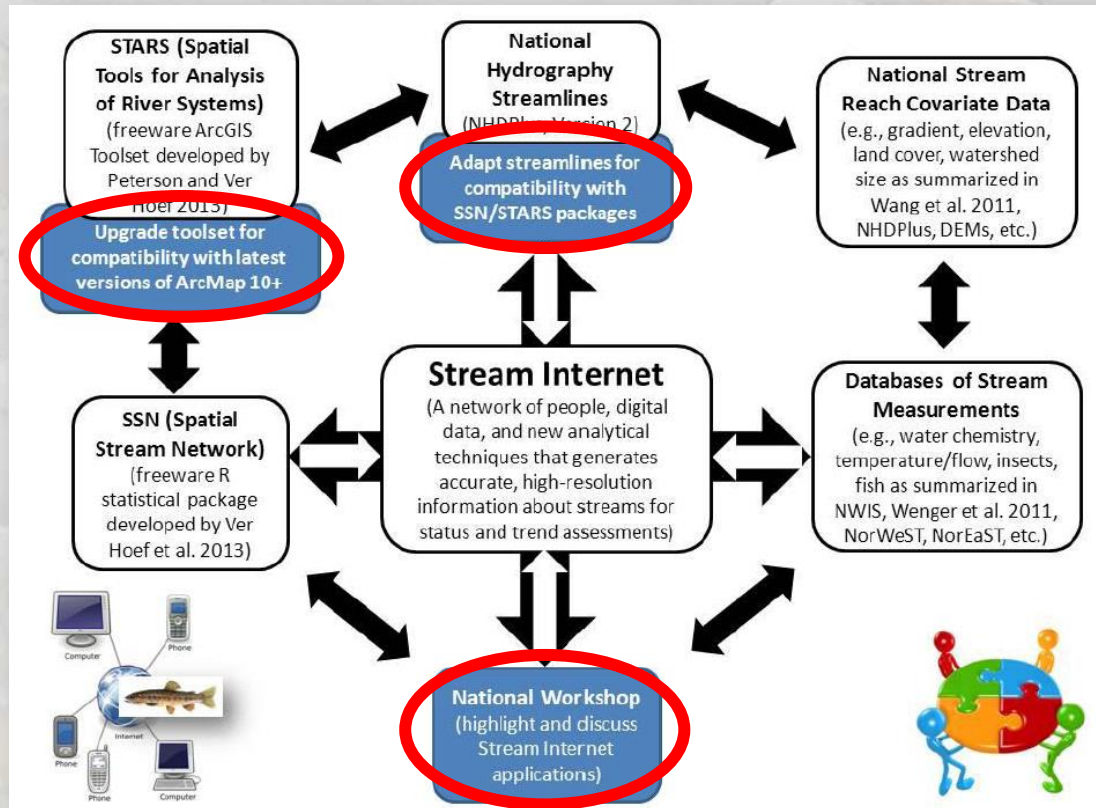 STARS (Spatial
Tools for Analysis
of River Systems)
(freeware ArcGIS
Toolset developed by
Peterson and Ver
Hoef 2013)
Upgrade toolset for
compatibility with latest
versions of ArcMap 10+
National
Hydrography
Streamlines
(NHDPlus, Version 2)
Adapt streamlines for
compatibility with
SSN/STARS packages
National Stream
Reach Covariate Data
(e.g., gradient, elevation,
land cover, watershed
size as summarized in
Wang et al. 2011,
NHDPlus, DEMs, etc.)
SSN (Spatial
Stream Network)
(freeware R
statistical package
developed by Ver
Hoef et al. 2013)
Stream Internet
(A network of people, digital
data, and new analytical
techniques that generates
accurate, high-resolution
information about streams for
status and trend assessments)
Databases of Stream
Measurements
(e.g., water chemistry,
temperature/flow, insects,
fish as summarized in
NWIS, Wenger et al. 2011,
NorWeST, NorEaST, etc.)
National Workshop
(highlight and discuss
Stream Internet
applications)
Computer
Phone
Internet
Phone
Phone
Computer